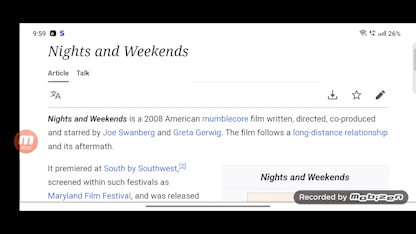 9:59 S 26%
Nights and Weekends
Article Talk
Nights and Weekends is a 2008 American mumblecore film written, directed, co-produced
and starred by Joe Swanberg and Greta Gerwig. The film follows a long-distance relationship
and its aftermath.
It premiered at South by Southwest,[2]
screened within such festivals as
Maryland Film Festival, and was released
Nights and Weekends
Recorded by Mobizen